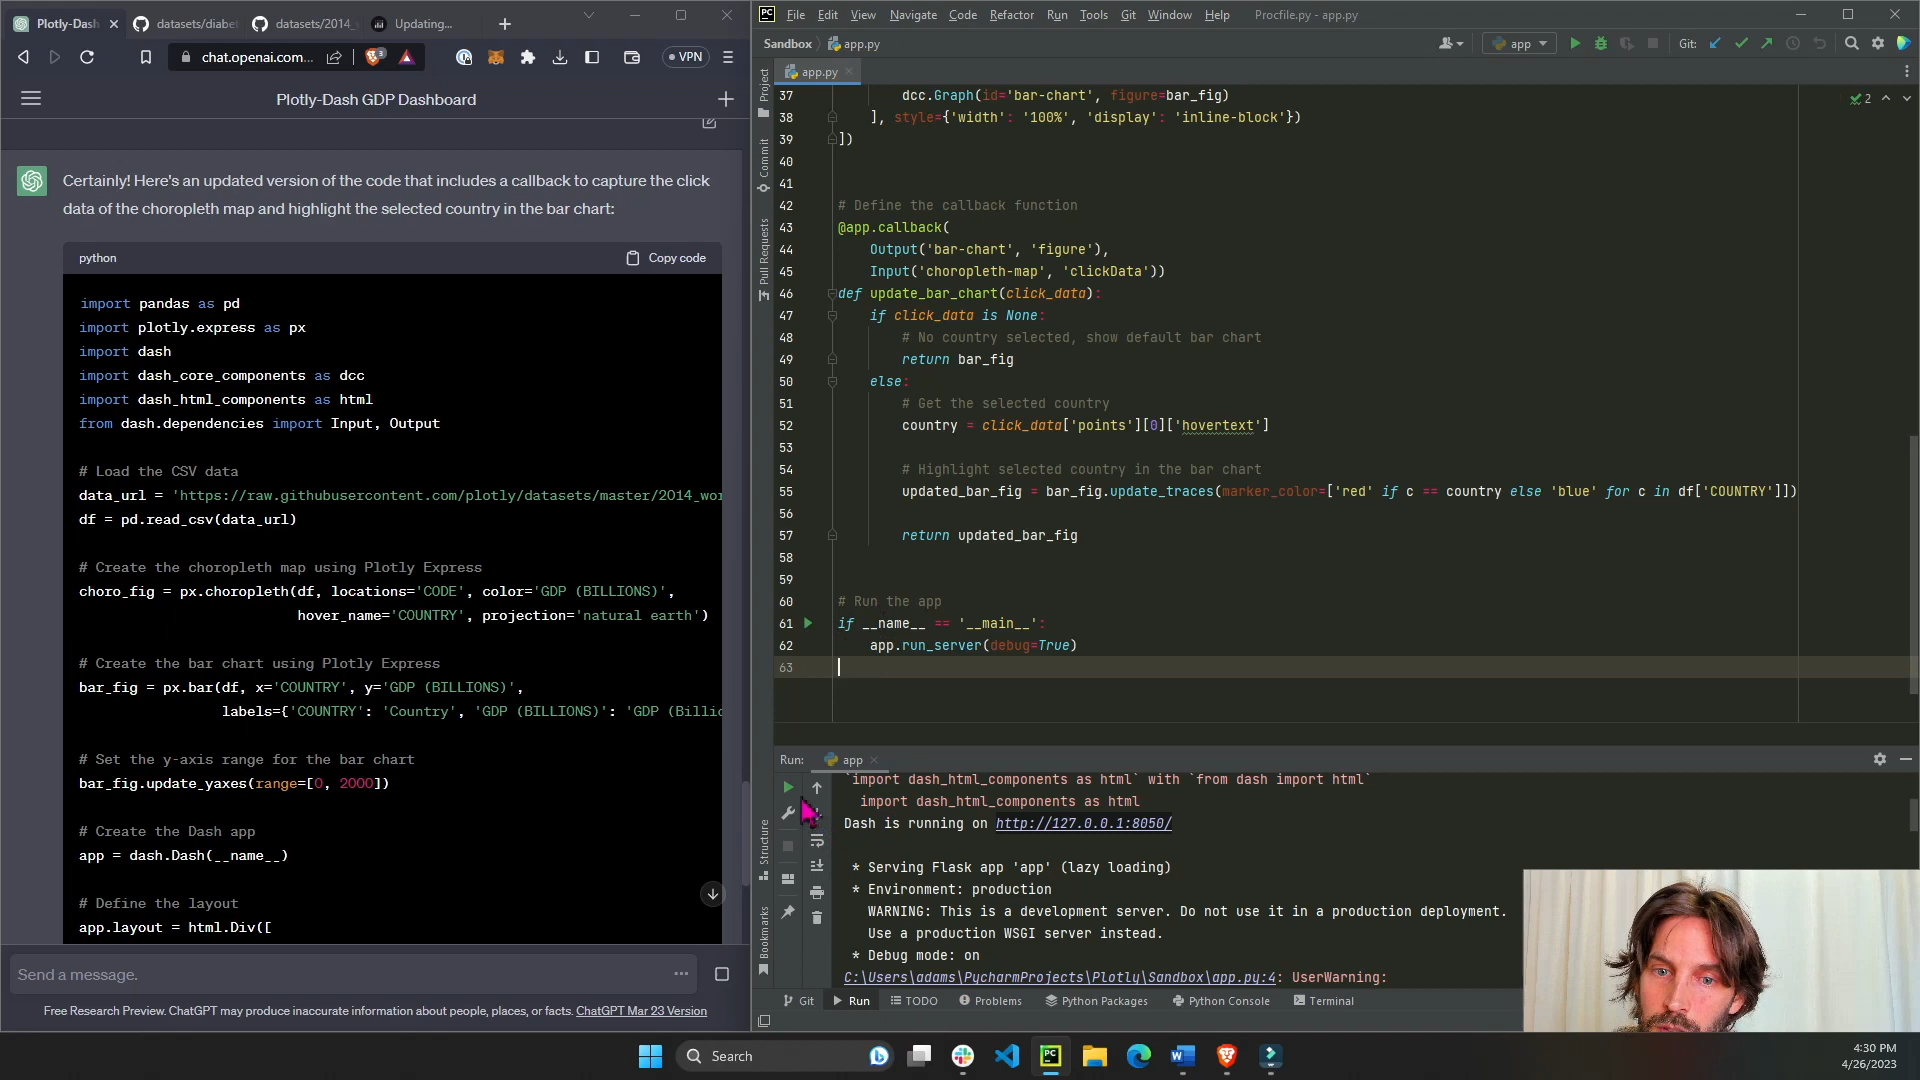 Plotly-Dash
datasets/diabet
datasets/2014_
Updating...
chat.openai.com...
3
VPN
Plotly-Dash GDP Dashboard
Certainly! Here's an updated version of the code that includes a callback to capture the click
data of the choropleth map and highlight the selected country in the bar chart:
python
Copy code
import pandas as pd
import plotly.express as px
import dash
import dash_core_components as dcc
import dash_html_components as html
from dash.dependencies import Input, Output
# Load the CSV data
data_url = 'https://raw.githubusercontent.com/plotly/datasets/master/2014_wor
df = pd.read_csv(data_url)
# Create the choropleth map using Plotly Express
choro_fig = px.choropleth(df, locations='CODE', color='GDP (BILLIONS)',
hover_name='COUNTRY', projection='natural earth')
# Create the bar chart using Plotly Express
bar_fig = px.bar(df, x='COUNTRY', y='GDP (BILLIONS)',
labels={'COUNTRY': 'Country', 'GDP (BILLIONS)': 'GDP (Billio
# Set the y-axis range for the bar chart
bar_fig.update_yaxes(range=[0, 2000])
# Create the Dash app
app = dash.Dash(__name__)
# Define the layout
app.layout = html.Div([
Send a message.
Free Research Preview. ChatGPT may produce inaccurate information about people, places, or facts. ChatGPT Mar 23 Version
PC File Edit View Navigate Code Refactor Run Tools Git Window Help Procfile.py - app.py
Sandbox app.py
app
Git:
app.py
Project
Commit
Pull Requests
Structure
Bookmarks
2
37 dcc.Graph(id='bar-chart', figure=bar_fig)
38 ], style={'width': '100%', 'display': 'inline-block'})
39 ])
40
41
42 # Define the callback function
43 @app.callback(
44 Output('bar-chart', 'figure'),
45 Input('choropleth-map', 'clickData'))
46 def update_bar_chart(click_data):
47 if click_data is None:
48 # No country selected, show default bar chart
49 return bar_fig
50 else:
51 # Get the selected country
52 country = click_data['points'][0]['hovertext']
53
54 # Highlight selected country in the bar chart
55 updated_bar_fig = bar_fig.update_traces(marker_color=['red' if c == country else 'blue' for c in df['COUNTRY']])
56
57 return updated_bar_fig
58
59
60 # Run the app
61 if __name__ == '__main__':
62 app.run_server(debug=True)
63
Run: app
`import dash_html_components as html` with `from dash import html`
import dash_html_components as html
Dash is running on http://127.0.0.1:8050/
* Serving Flask app 'app' (lazy loading)
* Environment: production
WARNING: This is a development server. Do not use it in a production deployment.
Use a production WSGI server instead.
* Debug mode: on
C:\Users\adams\PycharmProjects\Plotly\Sandbox\app.py:4: UserWarning:
Git Run TODO Problems Python Packages Python Console Terminal
Search
PC
4:30 PM
4/26/2023